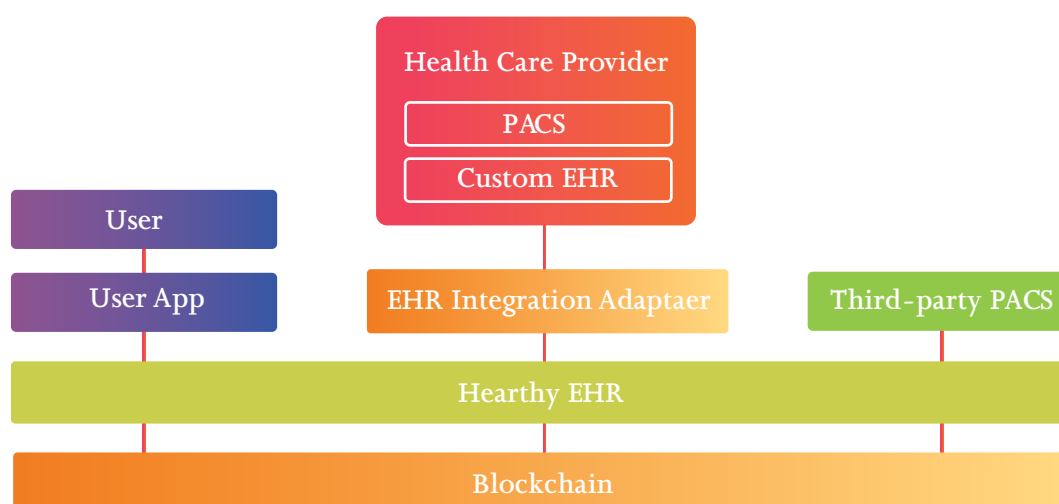 Health Care Provider
PACS
Custom EHR
User
User App
EHR Integration Adaptaer
Third-party PACS
Hearthy EHR
Blockchain